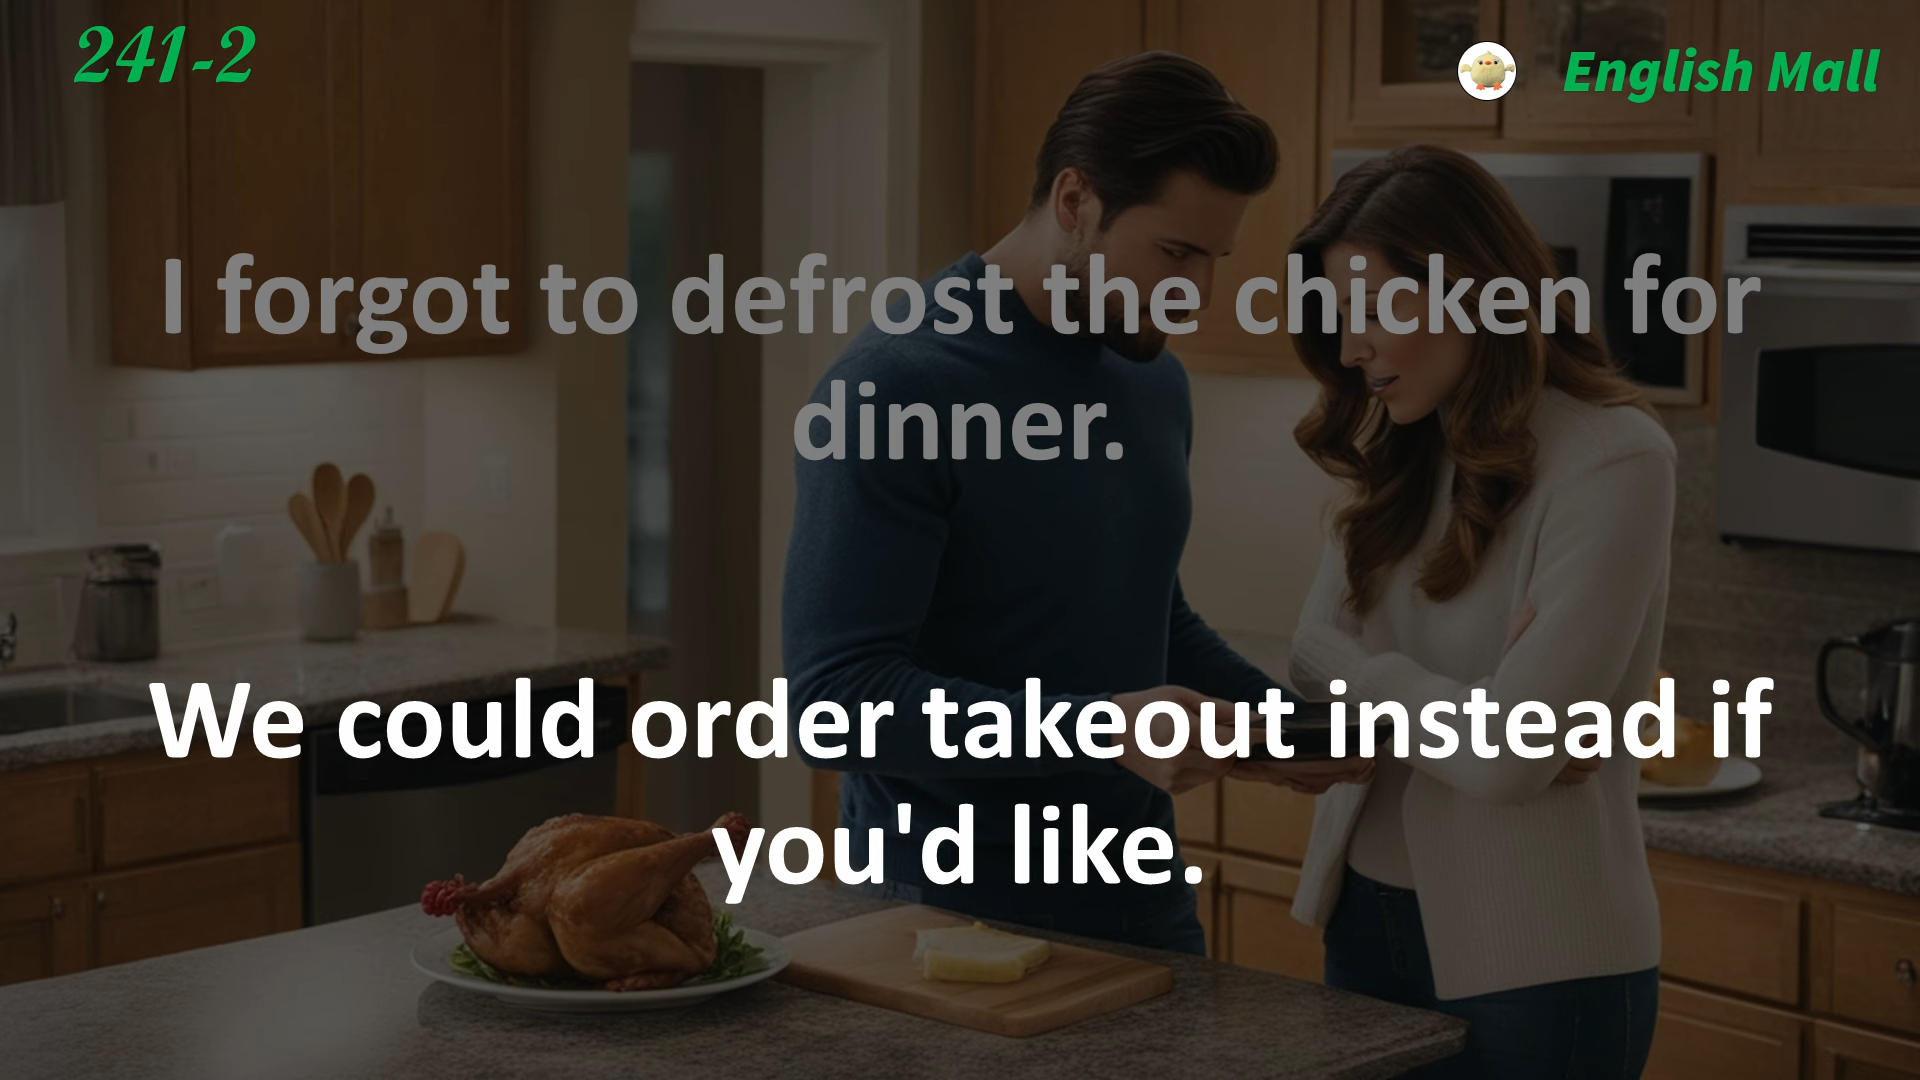 241-2
English Mall
I forgot to defrost the chicken for
dinner.
We could order takeout instead if
you'd like.